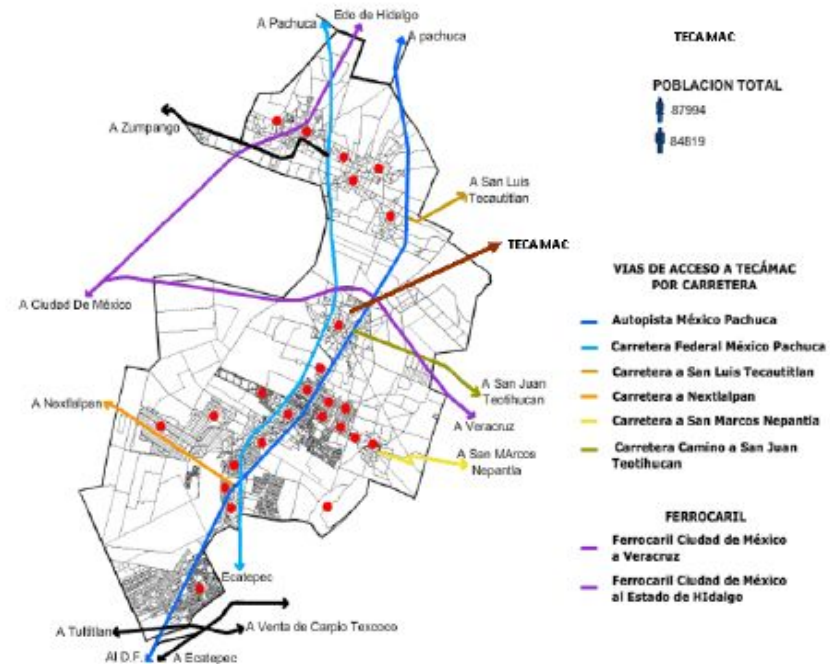 A Pachuca
Edo de Hidalgo
A pachuca
A Zumpango
A San Luis
Tecautitlan
TECAMAC
A Ciudad De México
A San Juan
Teotihucan
A Nextlalpan
A Veracruz
A San MArcos
Nepantla
Ecatepec
A Tultitlan
A Venta de Carpio Texcoco
Al D.F.
A Ecatepec
TECAMAC
POBLACION TOTAL
87994
84819
VIAS DE ACCESO A TECÁMAC
POR CARRETERA
Autopista México Pachuca
Carretera Federal México Pachuca
Carretera a San Luis Tecautitlan
Carretera a Nextlalpan
Carretera a San Marcos Nepantla
Carretera Camino a San Juan
Teotihucan
FERROCARIL
Ferrocaril Ciudad de México
a Veracruz
Ferrocaril Ciudad de México
al Estado de HIdalgo